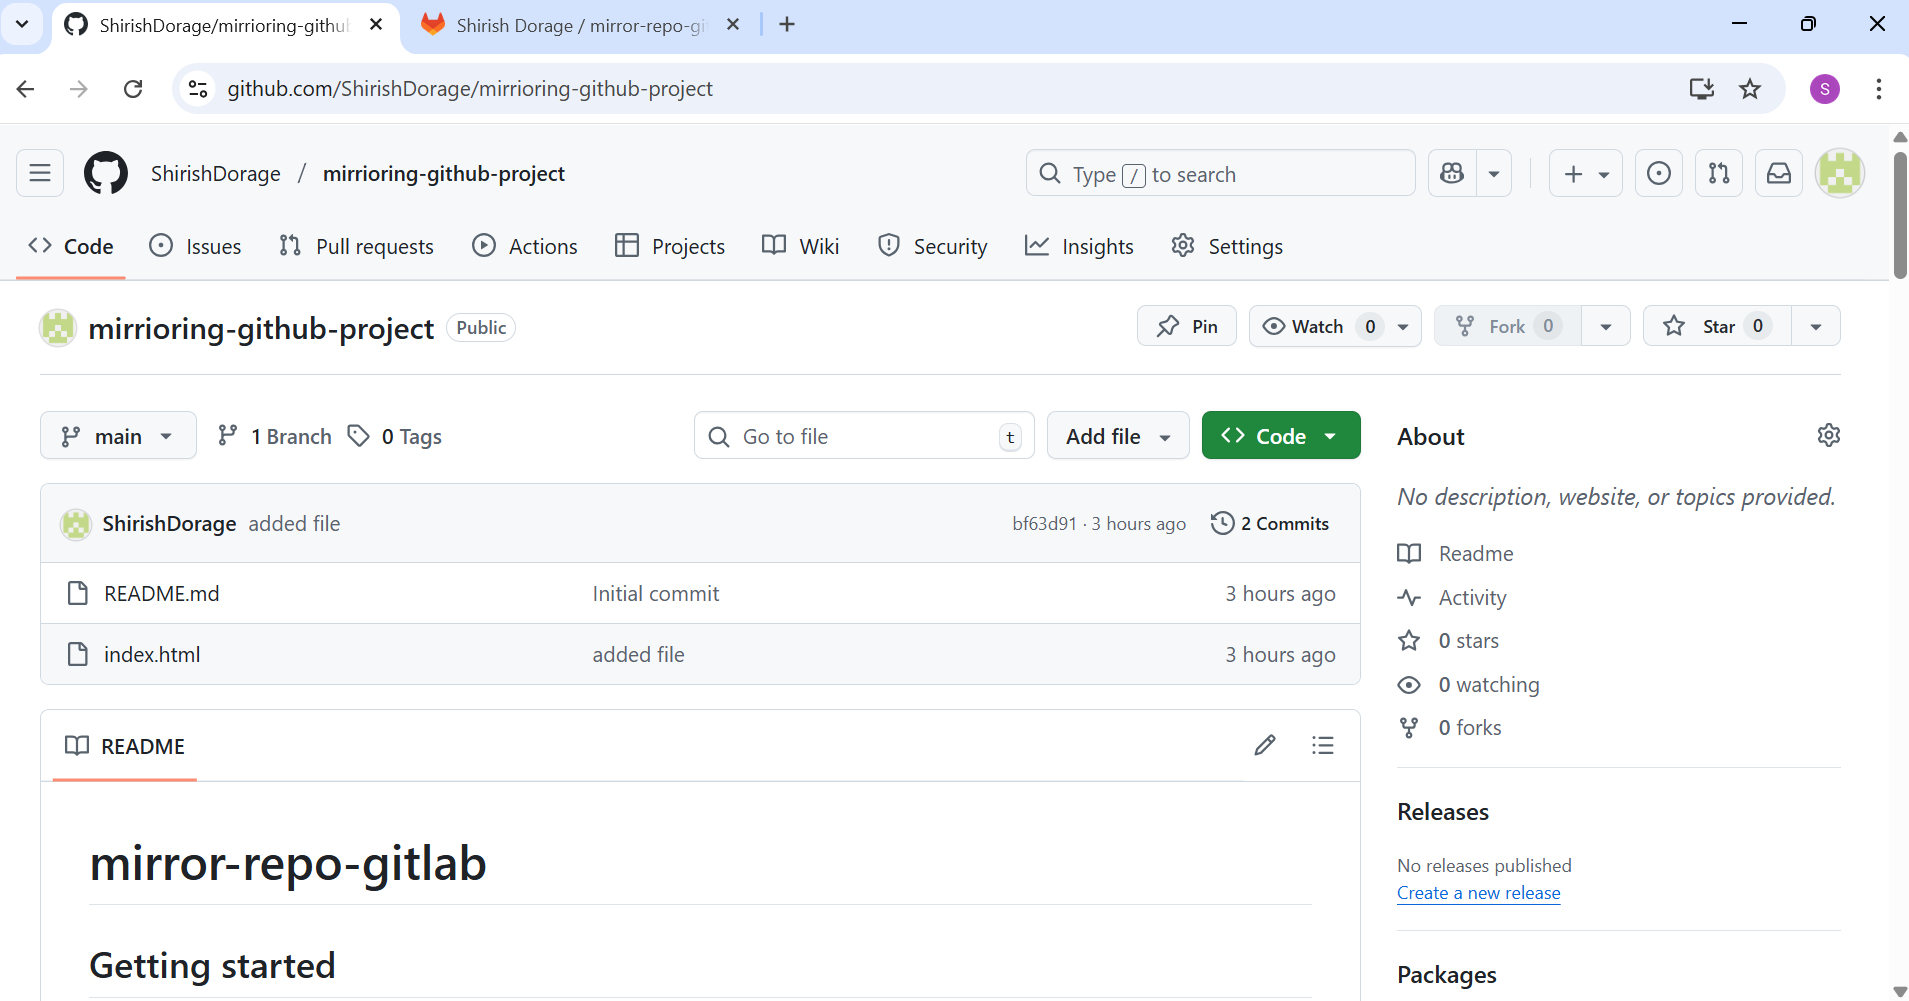 ShirishDorage/mirrioring-githu
Shirish Dorage / mirror-repo-gi
github.com/ShirishDorage/mirrioring-github-project
S
ShirishDorage / mirrioring-github-project
Type / to search
Code
Issues
Pull requests
Actions
Projects
Wiki
Security
Insights
Settings
mirrioring-github-project Public
Pin
Watch 0
Fork 0
Star 0
main
1 Branch
0 Tags
Go to file t
Add file
Code
ShirishDorage added file bf63d91 · 3 hours ago 2 Commits
README.md Initial commit 3 hours ago
index.html added file 3 hours ago
README
mirror-repo-gitlab
Getting started
About
No description, website, or topics provided.
Readme
Activity
0 stars
0 watching
0 forks
Releases
No releases published
Create a new release
Packages